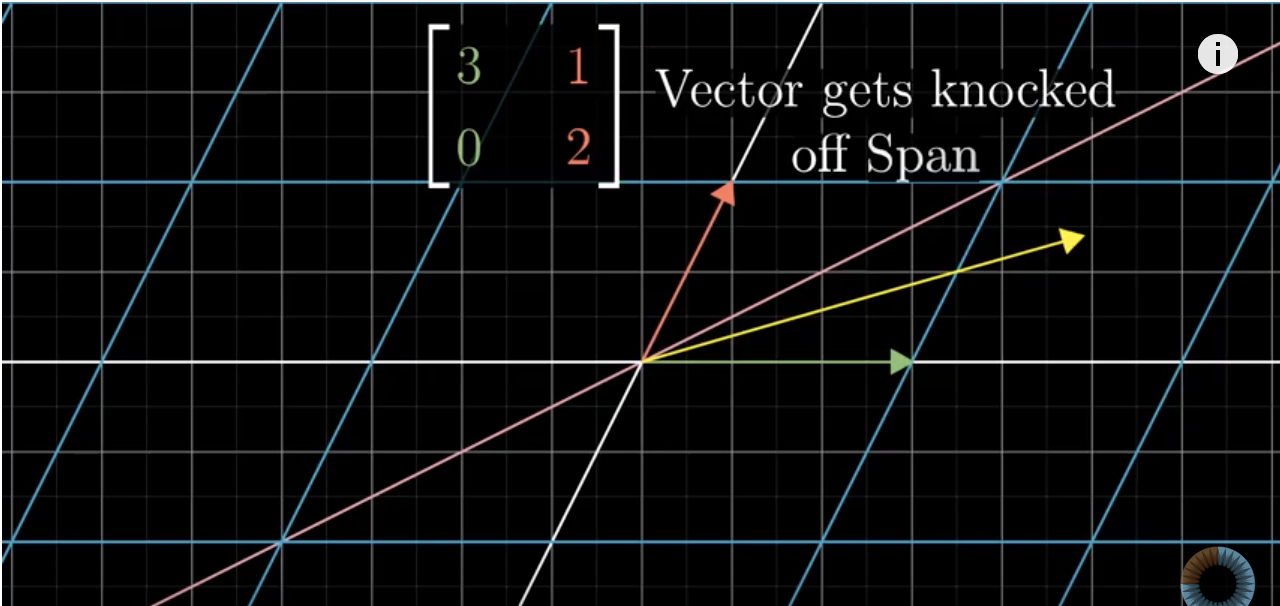 3 1
0 2
Vector gets knocked
off Span
i